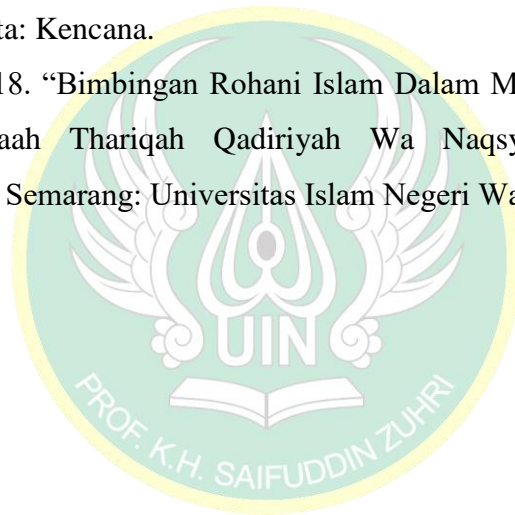 ta: Kencana.
18. “Bimbingan Rohani Islam Dalam M
aah Thariqah Qadiriyah Wa Naqsy
Semarang: Universitas Islam Negeri Wa
UIN
PROF. K.H. SAIFUDDIN ZUHRI